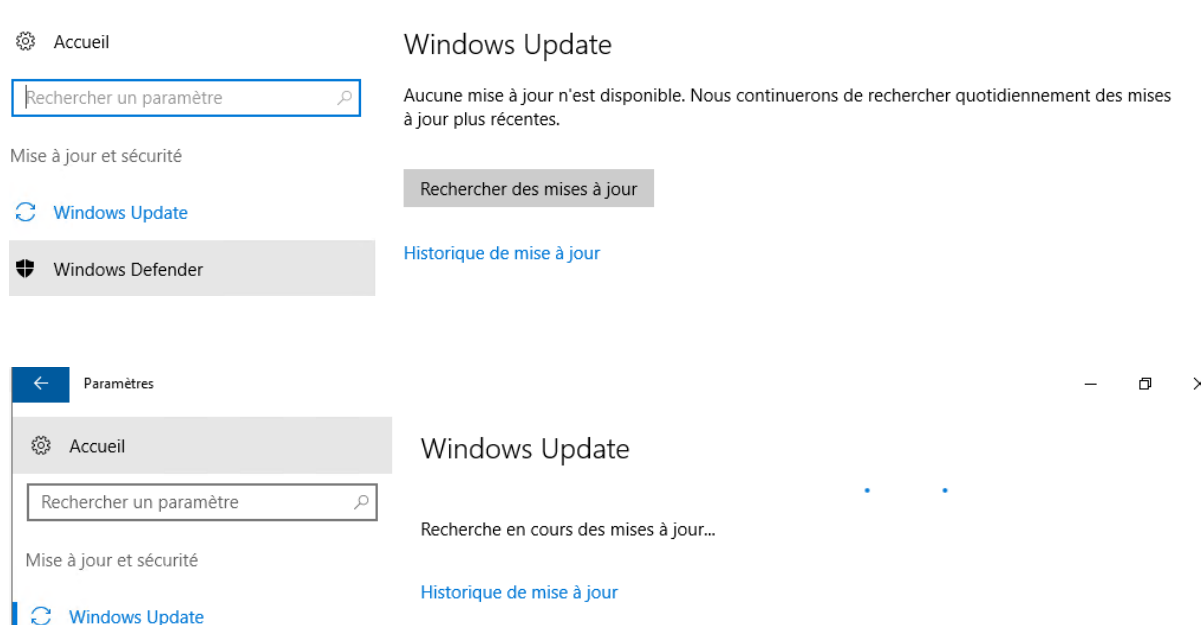 Accueil
Rechercher un paramètre
Mise à jour et sécurité
Windows Update
Windows Defender
Windows Update
Aucune mise à jour n'est disponible. Nous continuerons de rechercher quotidiennement des mises
à jour plus récentes.
Rechercher des mises à jour
Historique de mise à jour
Paramètres
Accueil
Rechercher un paramètre
Mise à jour et sécurité
Windows Update
Windows Update
Recherche en cours des mises à jour...
Historique de mise à jour